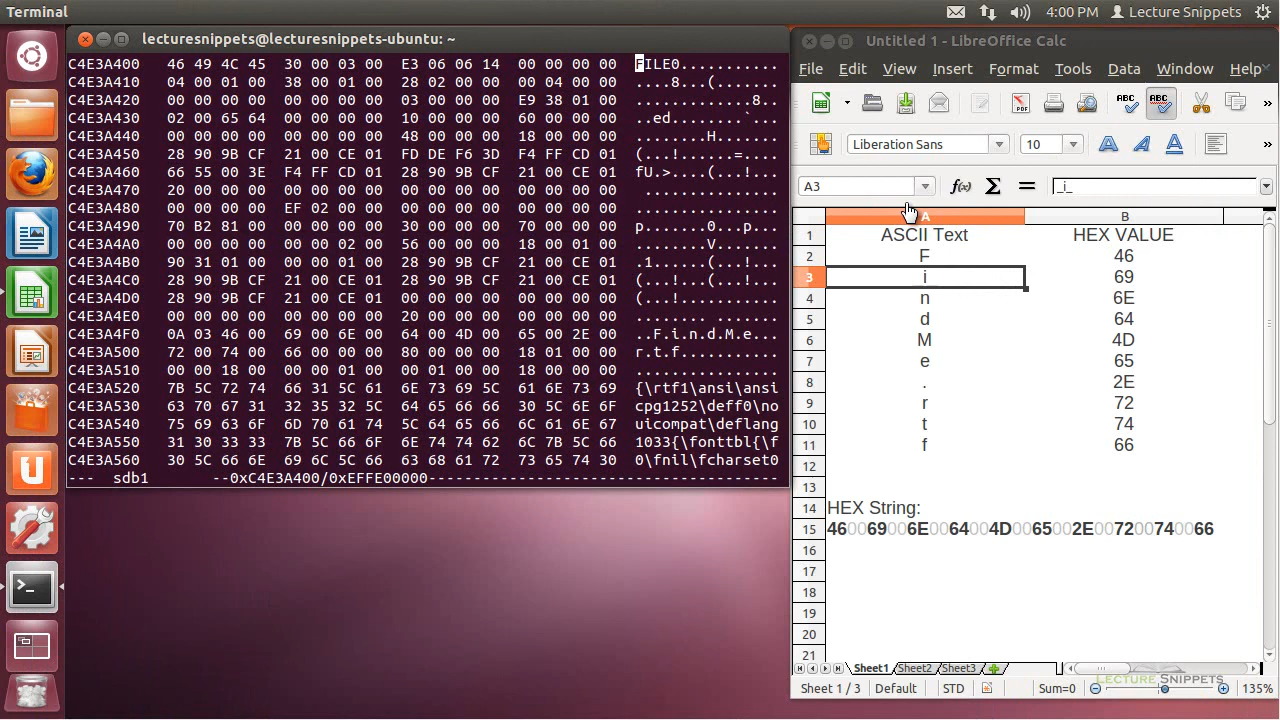 Terminal
4:00 PM
Lecture Snippets
lecturesnippets@lecturesnippets-ubuntu: ~
C4E3A400 46 49 4C 45 30 00 03 00 E3 06 06 14 00 00 00 00 FILE0...........
C4E3A410 04 00 01 00 38 00 01 00 28 02 00 00 00 04 00 00 ....8...(.......
C4E3A420 00 00 00 00 00 00 00 00 03 00 00 00 E9 38 01 00 .............8..
C4E3A430 02 00 65 64 00 00 00 00 10 00 00 00 60 00 00 00 ..ed........`...
C4E3A440 00 00 00 00 00 00 00 00 48 00 00 00 18 00 00 00 ........H.......
C4E3A450 28 90 9B CF 21 00 CE 01 FD DE F6 3D F4 FF CD 01 (...!......=....
C4E3A460 66 55 00 3E F4 FF CD 01 28 90 9B CF 21 00 CE 01 fU.>....(...!...
C4E3A470 20 00 00 00 00 00 00 00 00 00 00 00 00 00 00 00 ...............
C4E3A480 00 00 00 00 EF 02 00 00 00 00 00 00 00 00 00 00 ................
C4E3A490 70 B2 81 00 00 00 00 00 30 00 00 00 70 00 00 00 p.......0...p...
C4E3A4A0 00 00 00 00 00 00 02 00 56 00 00 00 18 00 01 00 ........V.......
C4E3A4B0 90 31 01 00 00 00 01 00 28 90 9B CF 21 00 CE 01 .1......(...!...
C4E3A4C0 28 90 9B CF 21 00 CE 01 28 90 9B CF 21 00 CE 01 (...!...(...!...
C4E3A4D0 28 90 9B CF 21 00 CE 01 00 00 00 00 00 00 00 00 (...!...........
C4E3A4E0 00 00 00 00 00 00 00 00 20 00 00 00 00 00 00 00 ........ .......
C4E3A4F0 0A 03 46 00 69 00 6E 00 64 00 4D 00 65 00 2E 00 ..F.i.n.d.M.e...
C4E3A500 72 00 74 00 66 00 00 00 80 00 00 00 18 01 00 00 r.t.f...........
C4E3A510 00 00 18 00 00 00 01 00 00 01 00 00 18 00 00 00 ................
C4E3A520 7B 5C 72 74 66 31 5C 61 6E 73 69 5C 61 6E 73 69 {\rtf1\ansi\ansi
C4E3A530 63 70 67 31 32 35 32 5C 64 65 66 66 30 5C 6E 6F cpg1252\deff0\no
C4E3A540 75 69 63 6F 6D 70 61 74 5C 64 65 66 6C 61 6E 67 uicompat\deflang
C4E3A550 31 30 33 33 7B 5C 66 6F 6E 74 74 62 6C 7B 5C 66 1033{\fonttbl{\f
C4E3A560 30 5C 66 6E 69 6C 5C 66 63 68 61 72 73 65 74 30 0\fnil\fcharset0
--- sdb1 --0xC4E3A400/0xEFFE00000-----------------------------------
Untitled 1 - LibreOffice Calc
File Edit View Insert Format Tools Data Window Help
Liberation Sans 10
A3 _i_
A B
1 ASCII Text HEX VALUE
2 F 46
3 i 69
4 n 6E
5 d 64
6 M 4D
7 e 65
8 . 2E
9 r 72
10 t 74
11 f 66
12
13
14 HEX String:
15 460069006E0064004D0065002E007200740066
16
17
18
19
20
21
Sheet1 Sheet2 Sheet3
LECTURE SNIPPETS
Sheet 1 / 3 Default STD Sum=0 135%